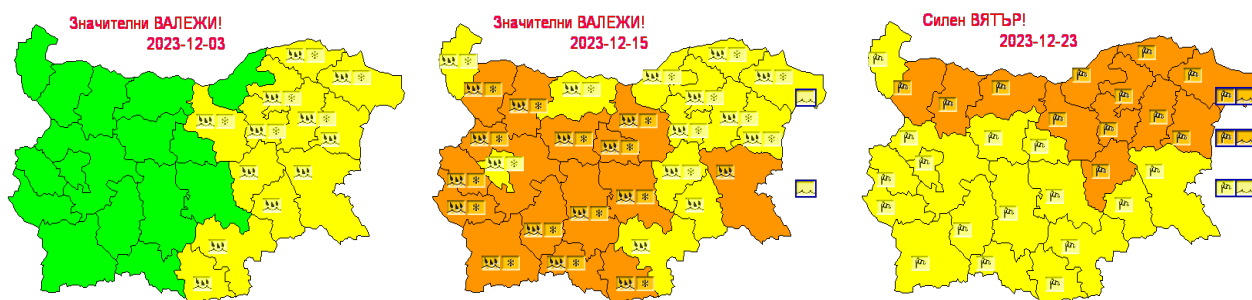 Значителни ВАЛЕЖИ!
2023-12-03
Значителни ВАЛЕЖИ!
2023-12-15
Силен ВЯТЪР!
2023-12-23